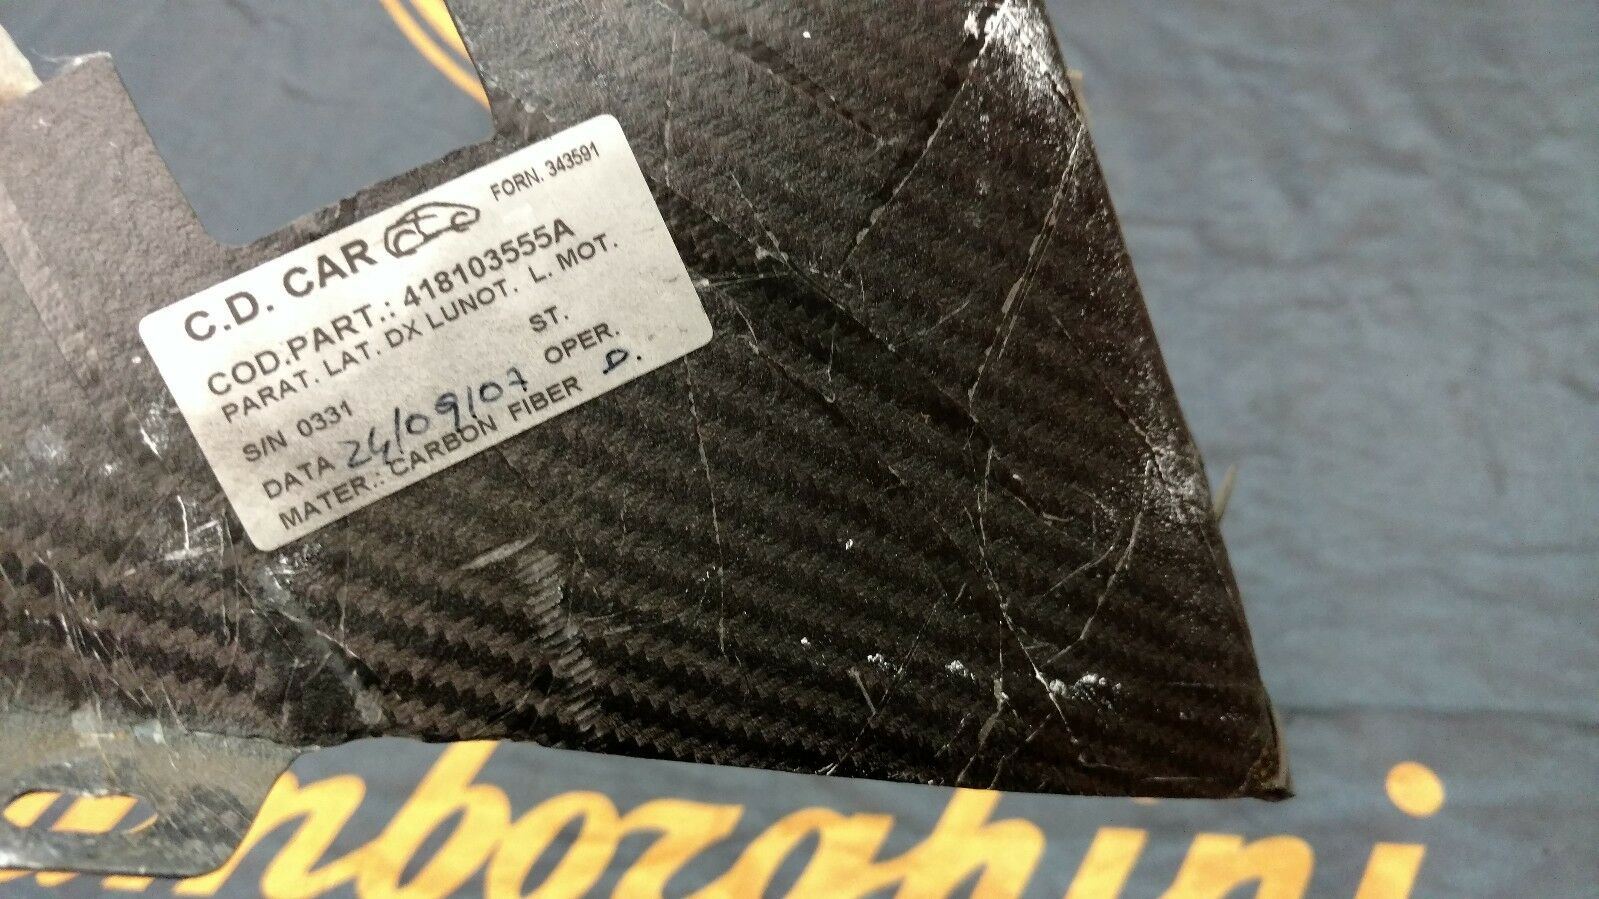 C.D. CAR FORN. 343591
COD.PART.: 418103555A
PARAT. LAT. DX LUNOT. L. MOT.
S/N 0331 ST.
DATA 24/09/07 OPER.
MATER.: CARBON FIBER D.
Lamborghini